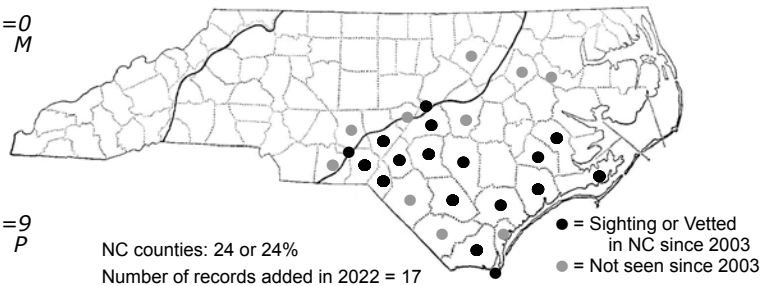 =0
M
=9
P
NC counties: 24 or 24%
Number of records added in 2022 = 17
= Sighting or Vetted
in NC since 2003
= Not seen since 2003